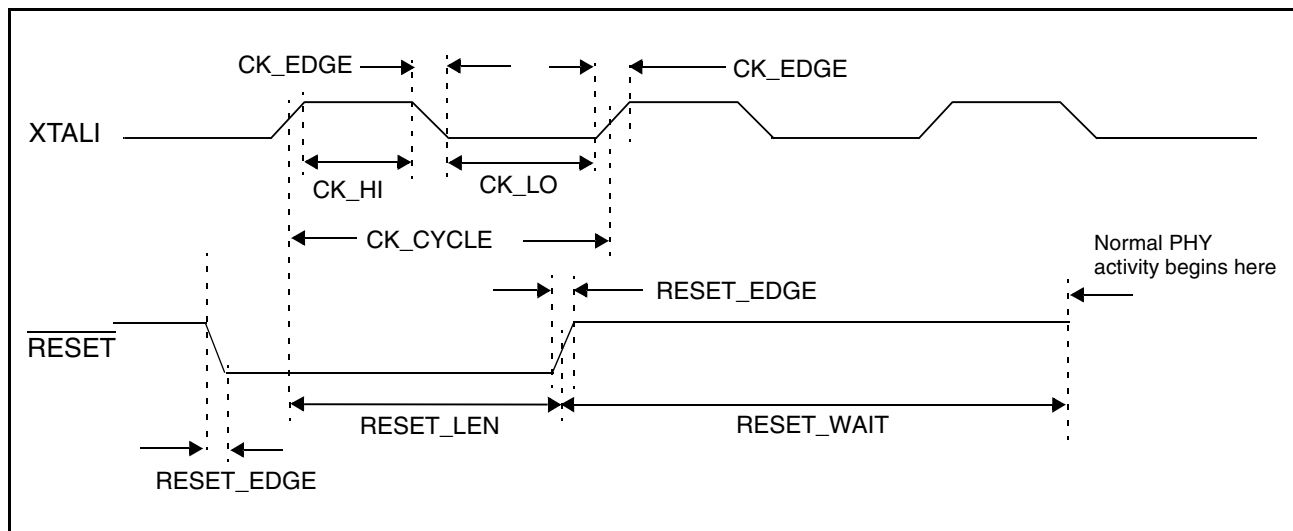 CK_EDGE
CK_EDGE
XTALI
CK_HI
CK_LO
CK_CYCLE
Normal PHY
activity begins here
RESET_EDGE
RESET
RESET_LEN
RESET_WAIT
RESET_EDGE